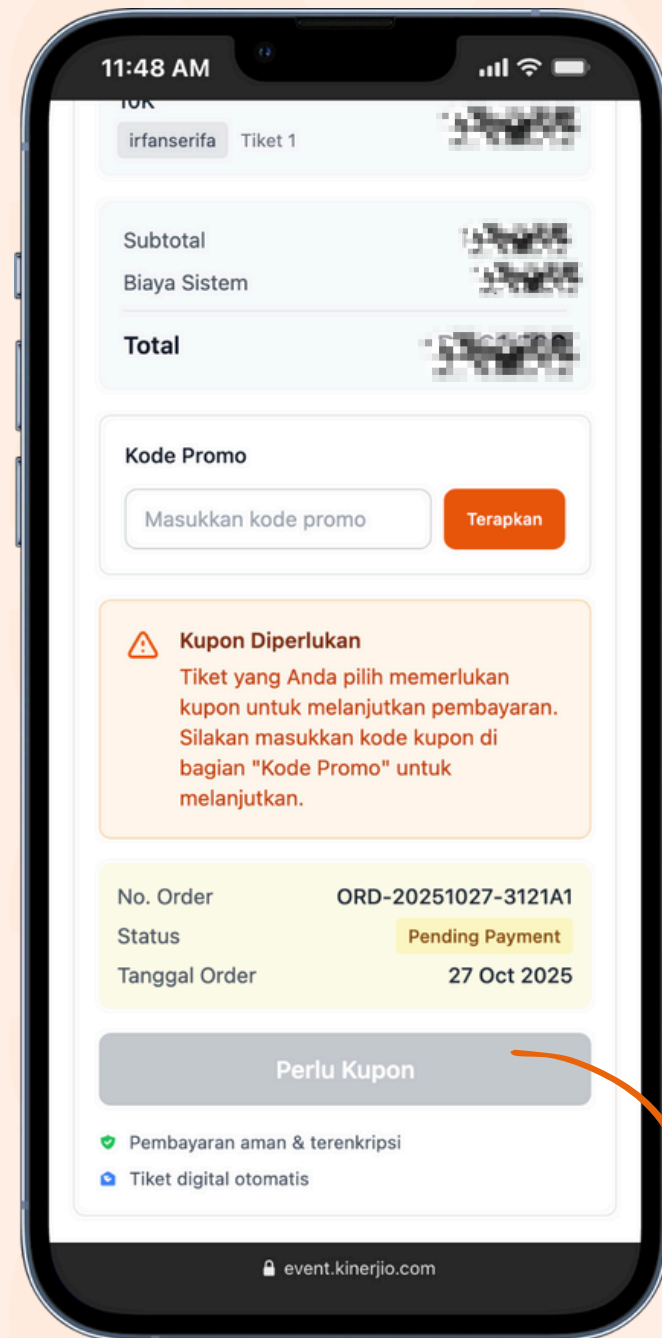 11:48 AM
10K
irfanserifa Tiket 1
Subtotal
Biaya Sistem
Total
Kode Promo
Masukkan kode promo Terapkan
Kupon Diperlukan
Tiket yang Anda pilih memerlukan
kupon untuk melanjutkan pembayaran.
Silakan masukkan kode kupon di
bagian "Kode Promo" untuk
melanjutkan.
No. Order ORD-20251027-3121A1
Status Pending Payment
Tanggal Order 27 Oct 2025
Perlu Kupon
Pembayaran aman & terenkripsi
Tiket digital otomatis
event.kinerjio.com